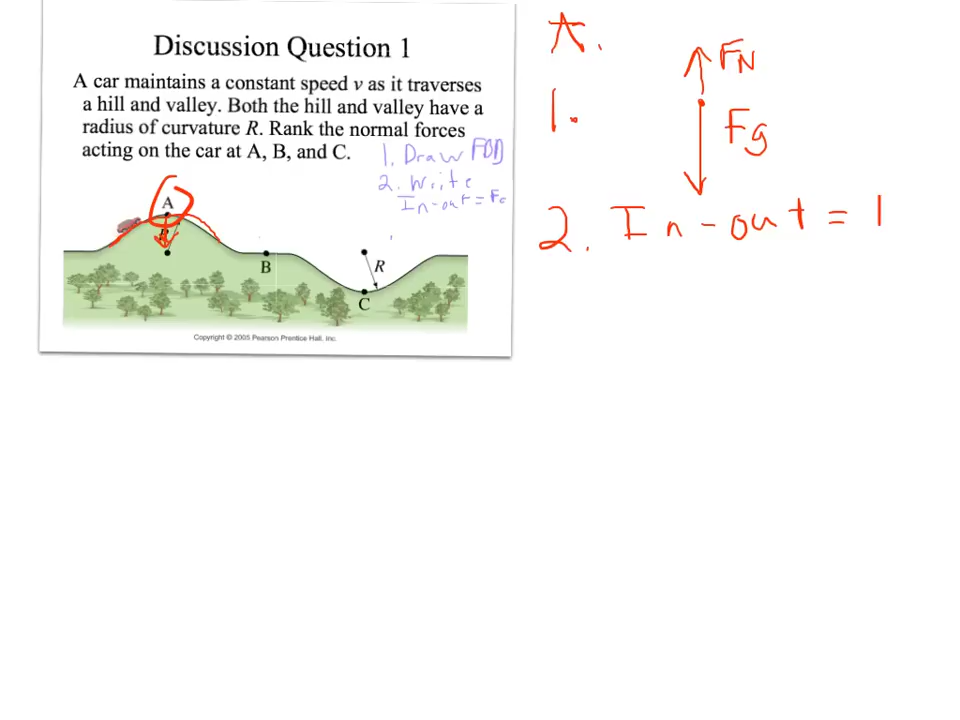 Discussion Question 1
A car maintains a constant speed v as it traverses
a hill and valley. Both the hill and valley have a
radius of curvature R. Rank the normal forces
acting on the car at A, B, and C.
1. Draw FBD
2. Write
In-out = Fc
A
R
B
R
C
Copyright © 2005 Pearson Prentice Hall, Inc.
A.
FN
1.
Fg
2. In-out = 1